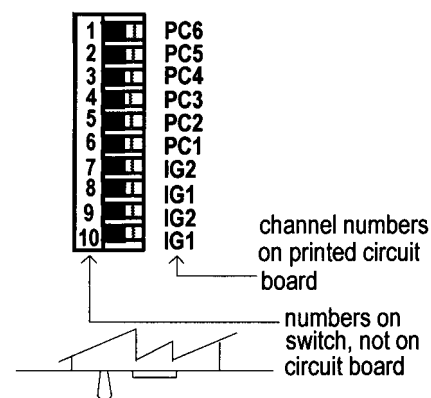 1 PC6
2 PC5
3 PC4
4 PC3
5 PC2
6 PC1
7 IG2
8 IG1
9 IG2
10 IG1
channel numbers
on printed circuit
board
numbers on
switch, not on
circuit board